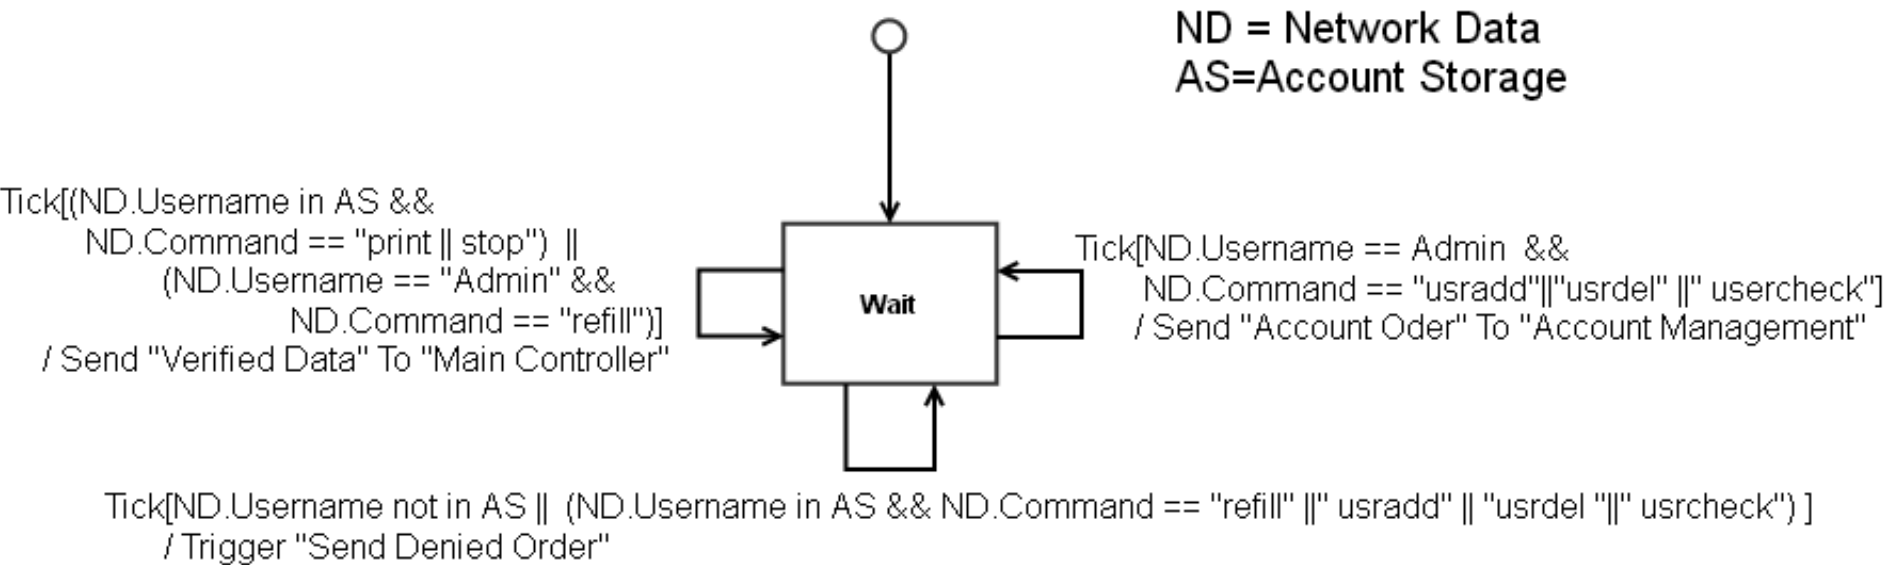 ND = Network Data
AS=Account Storage
Tick[(ND.Username in AS &&
ND.Command == "print || stop") ||
(ND.Username == "Admin" &&
ND.Command == "refill")]
/ Send "Verified Data" To "Main Controller"
Wait
Tick[ND.Username == Admin &&
ND.Command == "usradd"||"usrdel" ||" usercheck"]
/ Send "Account Oder" To "Account Management"
Tick[ND.Username not in AS || (ND.Username in AS && ND.Command == "refill" ||" usradd" || "usrdel "||" usrcheck") ]
/ Trigger "Send Denied Order"